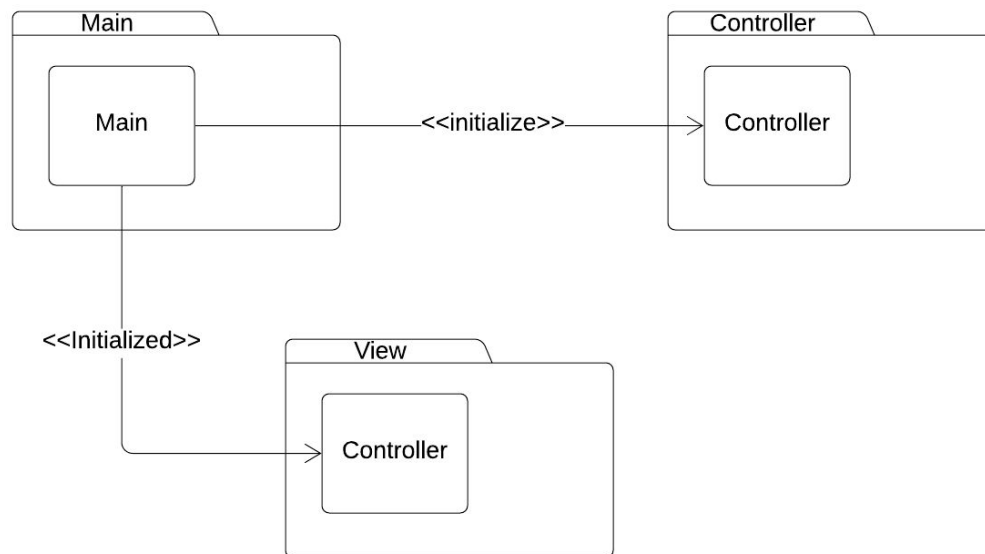 Main
Controller
Main
<<initialize>>
Controller
<<Initialized>>
View
Controller